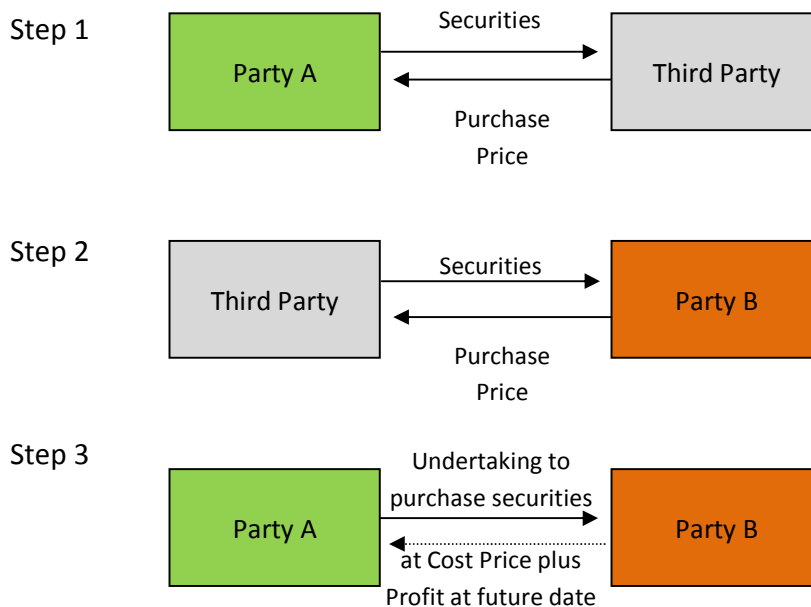 Step 1
Securities
Party A
Third Party
Purchase
Price
Step 2
Securities
Third Party
Party B
Purchase
Price
Step 3
Undertaking to
purchase securities
Party A
Party B
at Cost Price plus
Profit at future date